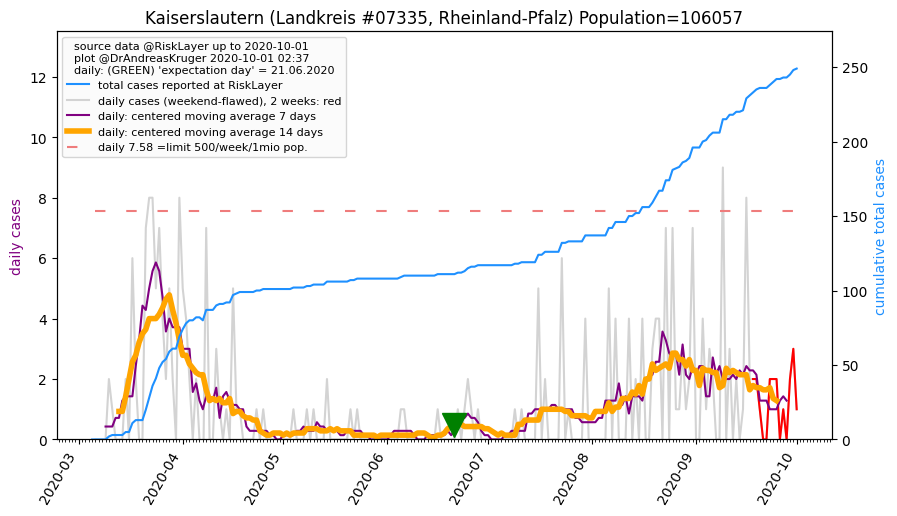 Kaiserslautern (Landkreis #07335, Rheinland-Pfalz) Population=106057
source data @RiskLayer up to 2020-10-01
plot @DrAndreasKruger 2020-10-01 02:37
daily: (GREEN) 'expectation day' = 21.06.2020
total cases reported at RiskLayer
daily cases (weekend-flawed), 2 weeks: red
daily: centered moving average 7 days
daily: centered moving average 14 days
daily 7.58 =limit 500/week/1mio pop.
daily cases
12
10
8
6
4
2
0
250
200
150
100
50
0
cumulative total cases
2020-03
2020-04
2020-05
2020-06
2020-07
2020-08
2020-09
2020-10